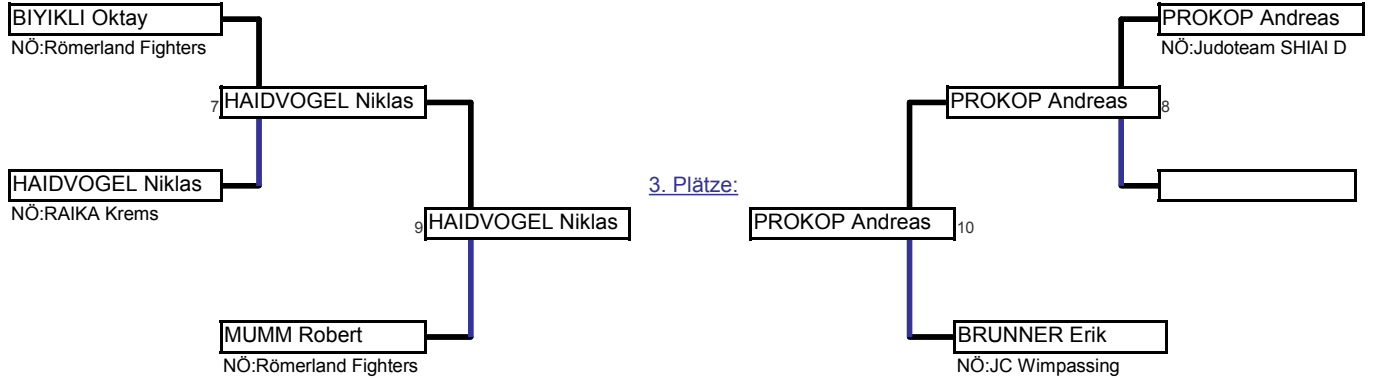 BIYIKLI Oktay
NÖ:Römerland Fighters
PROKOP Andreas
NÖ:Judoteam SHIAI D
7 HAIDVOGEL Niklas
PROKOP Andreas 8
HAIDVOGEL Niklas
NÖ:RAIKA Krems
3. Plätze:
9 HAIDVOGEL Niklas
PROKOP Andreas 10
MUMM Robert
NÖ:Römerland Fighters
BRUNNER Erik
NÖ:JC Wimpassing